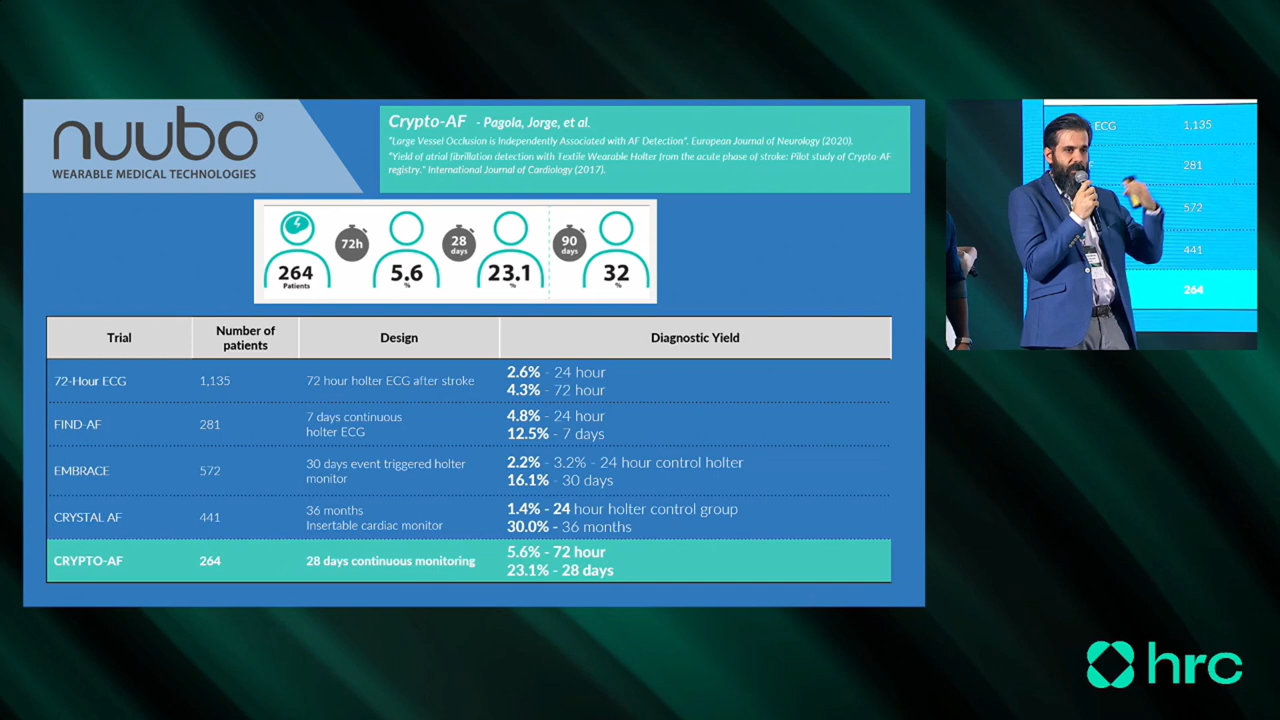 nuubo®
WEARABLE MEDICAL TECHNOLOGIES
Crypto-AF - Pagola, Jorge, et al.
"Large Vessel Occlusion is Independently Associated with AF Detection". European Journal of Neurology (2020).
"Yield of atrial fibrillation detection with Textile Wearable Holter from the acute phase of stroke: Pilot study of Crypto-AF
registry." International Journal of Cardiology (2017).
72h 28 days 90 days
264 Patients 5.6 % 23.1 % 32 %
Trial Number of patients Design Diagnostic Yield
72-Hour ECG 1,135 72 hour holter ECG after stroke 2.6% - 24 hour
4.3% - 72 hour
FIND-AF 281 7 days continuous holter ECG 4.8% - 24 hour
12.5% - 7 days
EMBRACE 572 30 days event triggered holter monitor 2.2% - 3.2% - 24 hour control holter
16.1% - 30 days
CRYSTAL AF 441 36 months Insertable cardiac monitor 1.4% - 24 hour holter control group
30.0% - 36 months
CRYPTO-AF 264 28 days continuous monitoring 5.6% - 72 hour
23.1% - 28 days
ECG 1,135
281
572
441
264
hrc